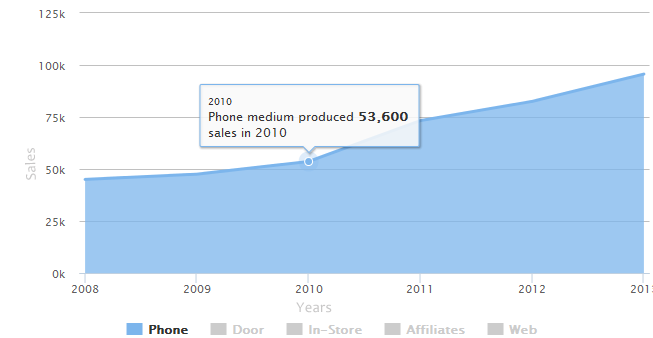 125k
100k
75k
50k
25k
0k
Sales
2010
Phone medium produced 53,600
sales in 2010
2008 2009 2010 2011 2012 201
Years
Phone Door In-Store Affiliates Web